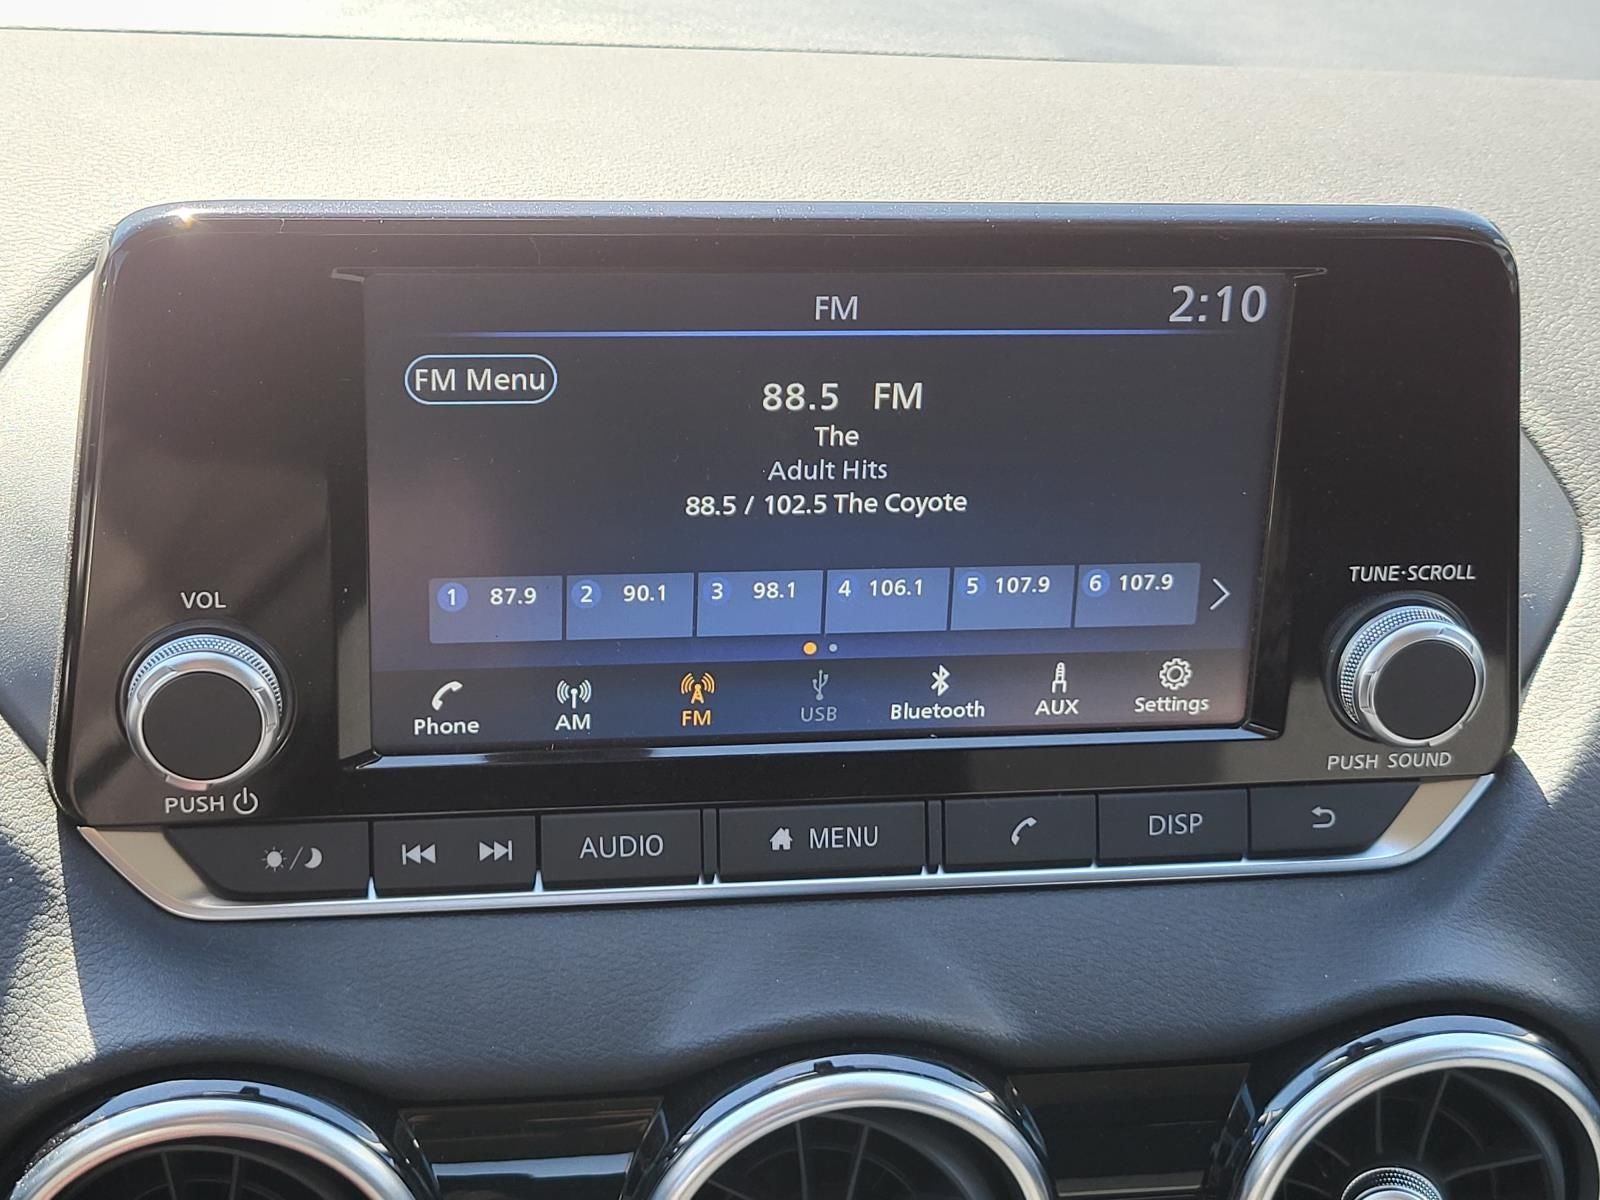 FM 2:10
FM Menu
88.5 FM
The
Adult Hits
88.5 / 102.5 The Coyote
1 87.9 2 90.1 3 98.1 4 106.1 5 107.9 6 107.9
Phone AM FM USB Bluetooth AUX Settings
VOL
PUSH
TUNE·SCROLL
PUSH SOUND
AUDIO MENU DISP